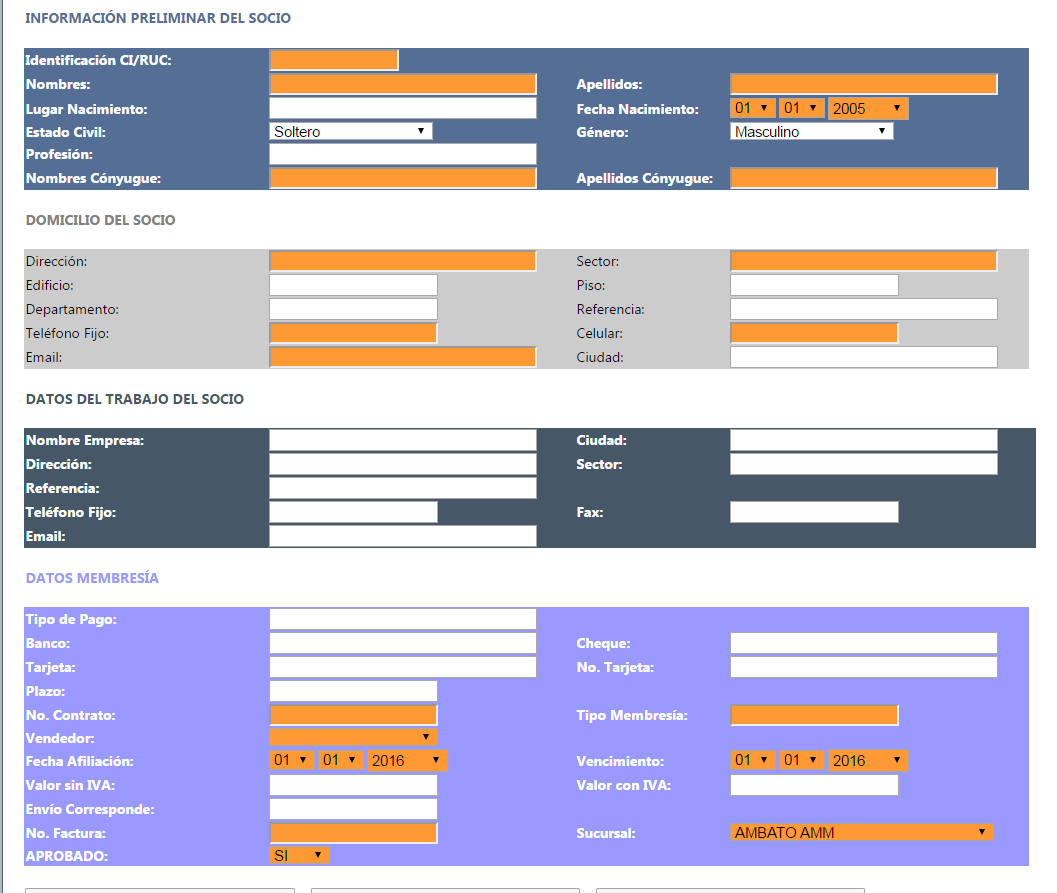 INFORMACIÓN PRELIMINAR DEL SOCIO
Identificación CI/RUC:
Nombres: Apellidos:
Lugar Nacimiento: Fecha Nacimiento: 01 01 2005
Estado Civil: Soltero Género: Masculino
Profesión:
Nombres Cónyugue: Apellidos Cónyugue:
DOMICILIO DEL SOCIO
Dirección: Sector:
Edificio: Piso:
Departamento: Referencia:
Teléfono Fijo: Celular:
Email: Ciudad:
DATOS DEL TRABAJO DEL SOCIO
Nombre Empresa: Ciudad:
Dirección: Sector:
Referencia:
Teléfono Fijo: Fax:
Email:
DATOS MEMBRESÍA
Tipo de Pago:
Banco: Cheque:
Tarjeta: No. Tarjeta:
Plazo:
No. Contrato: Tipo Membresía:
Vendedor:
Fecha Afiliación: 01 01 2016 Vencimiento: 01 01 2016
Valor sin IVA: Valor con IVA:
Envío Corresponde:
No. Factura: Sucursal: AMBATO AMM
APROBADO: SI